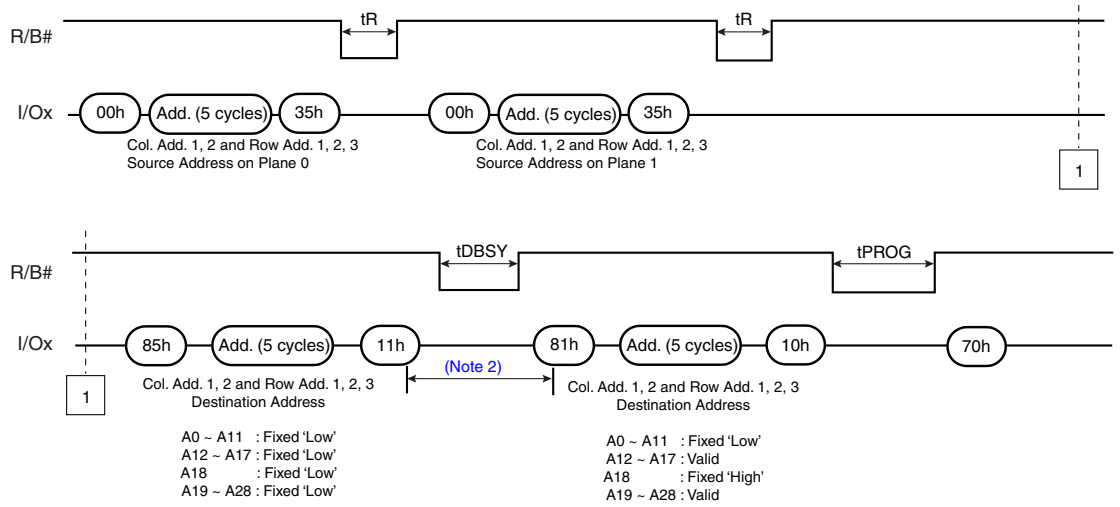 tR
tR
R/B#
I/Ox
00h
Add. (5 cycles)
35h
00h
Add. (5 cycles)
35h
Col. Add. 1, 2 and Row Add. 1, 2, 3
Source Address on Plane 0
Col. Add. 1, 2 and Row Add. 1, 2, 3
Source Address on Plane 1
1
tDBSY
tPROG
R/B#
I/Ox
85h
Add. (5 cycles)
11h
(Note 2)
81h
Add. (5 cycles)
10h
70h
1
Col. Add. 1, 2 and Row Add. 1, 2, 3
Destination Address
Col. Add. 1, 2 and Row Add. 1, 2, 3
Destination Address
A0 ~ A11 : Fixed ‘Low’
A12 ~ A17 : Fixed ‘Low’
A18 : Fixed ‘Low’
A19 ~ A28 : Fixed ‘Low’
A0 ~ A11 : Fixed ‘Low’
A12 ~ A17 : Valid
A18 : Fixed ‘High’
A19 ~ A28 : Valid